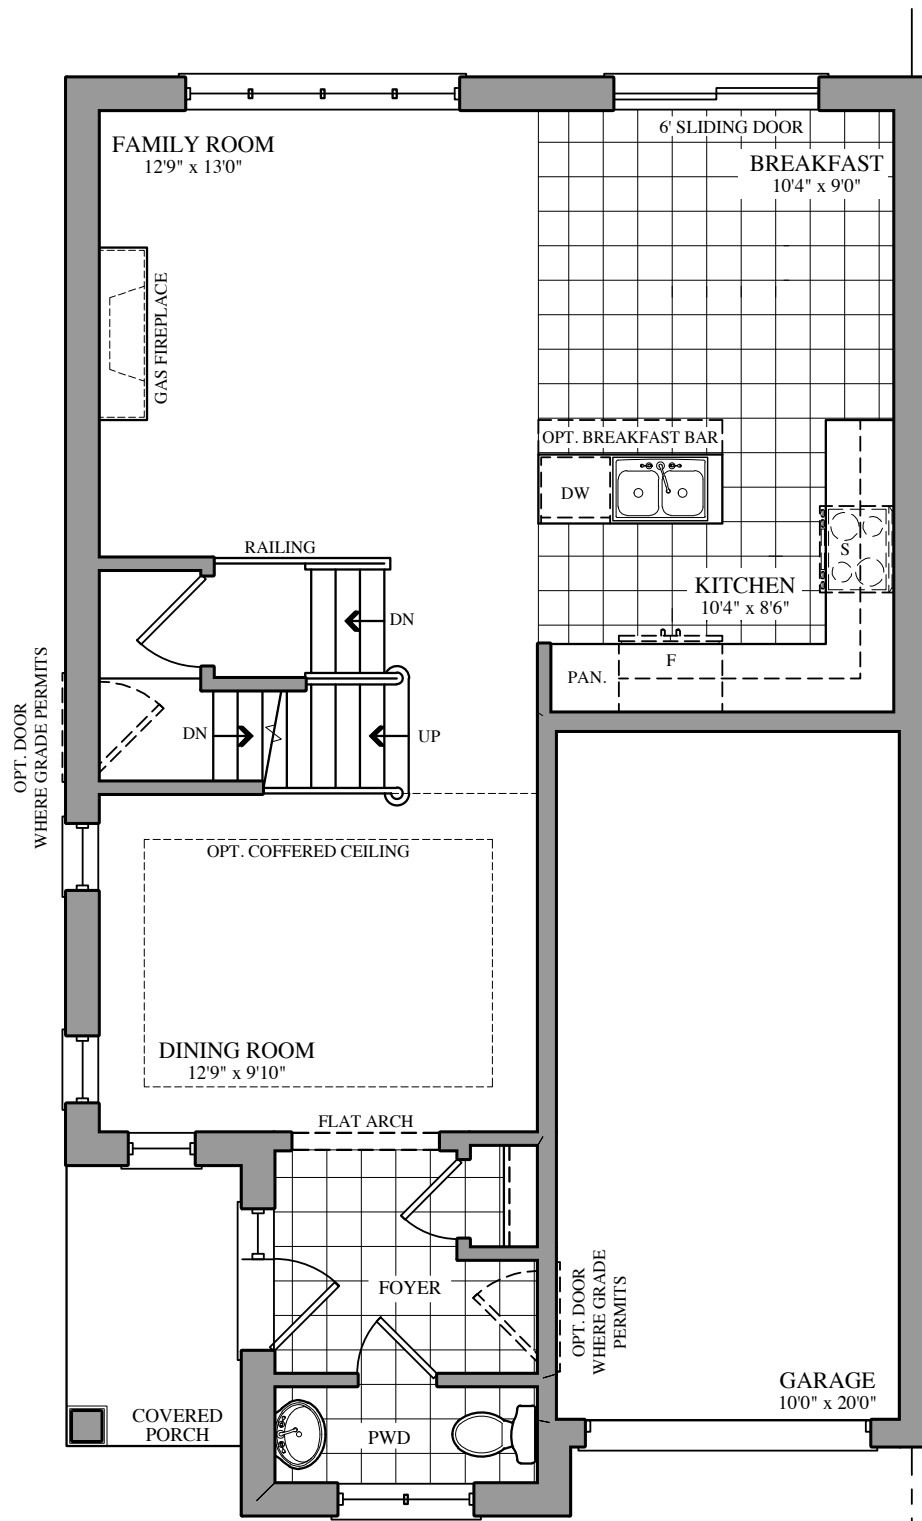 6' SLIDING DOOR
FAMILY ROOM
12'9" x 13'0"
BREAKFAST
10'4" x 9'0"
GAS FIREPLACE
OPT. BREAKFAST BAR
DW
S
RAILING
KITCHEN
10'4" x 8'6"
DN
F
PAN.
OPT. DOOR
WHERE GRADE PERMITS
DN
UP
OPT. COFFERED CEILING
DINING ROOM
12'9" x 9'10"
FLAT ARCH
FOYER
OPT. DOOR
WHERE GRADE
PERMITS
GARAGE
10'0" x 20'0"
COVERED
PORCH
PWD